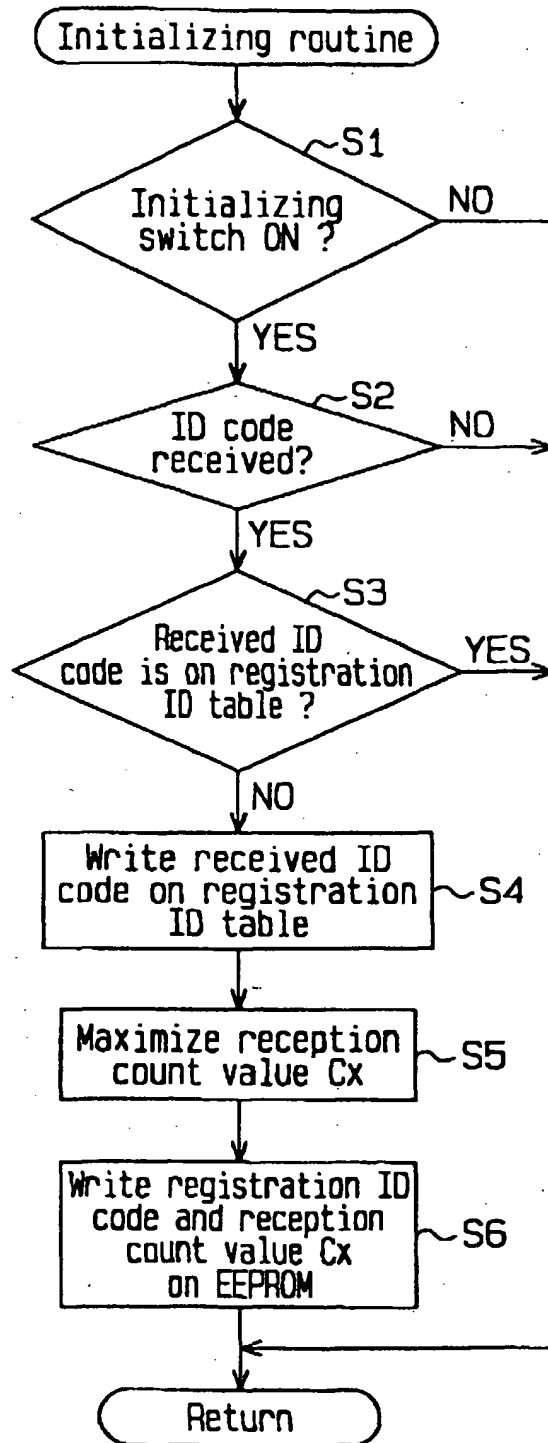 Initializing routine
S1
Initializing
switch ON ?
NO
YES
S2
ID code
received?
NO
YES
S3
Received ID
code is on registration
ID table ?
YES
NO
Write received ID
code on registration
ID table
S4
Maximize reception
count value Cx
S5
Write registration ID
code and reception
count value Cx
on EEPROM
S6
Return